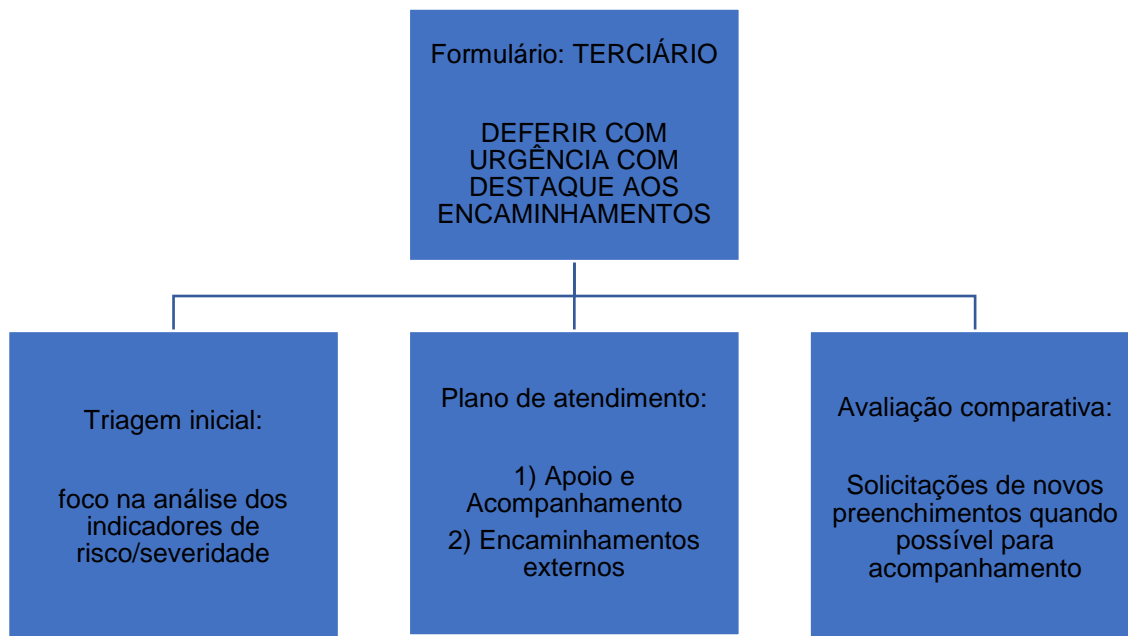 Formulário: TERCIÁRIO
DEFERIR COM
URGÊNCIA COM
DESTAQUE AOS
ENCAMINHAMENTOS
Triagem inicial:
foco na análise dos
indicadores de
risco/severidade
Plano de atendimento:
1) Apoio e
Acompanhamento
2) Encaminhamentos
externos
Avaliação comparativa:
Solicitações de novos
preenchimentos quando
possível para
acompanhamento